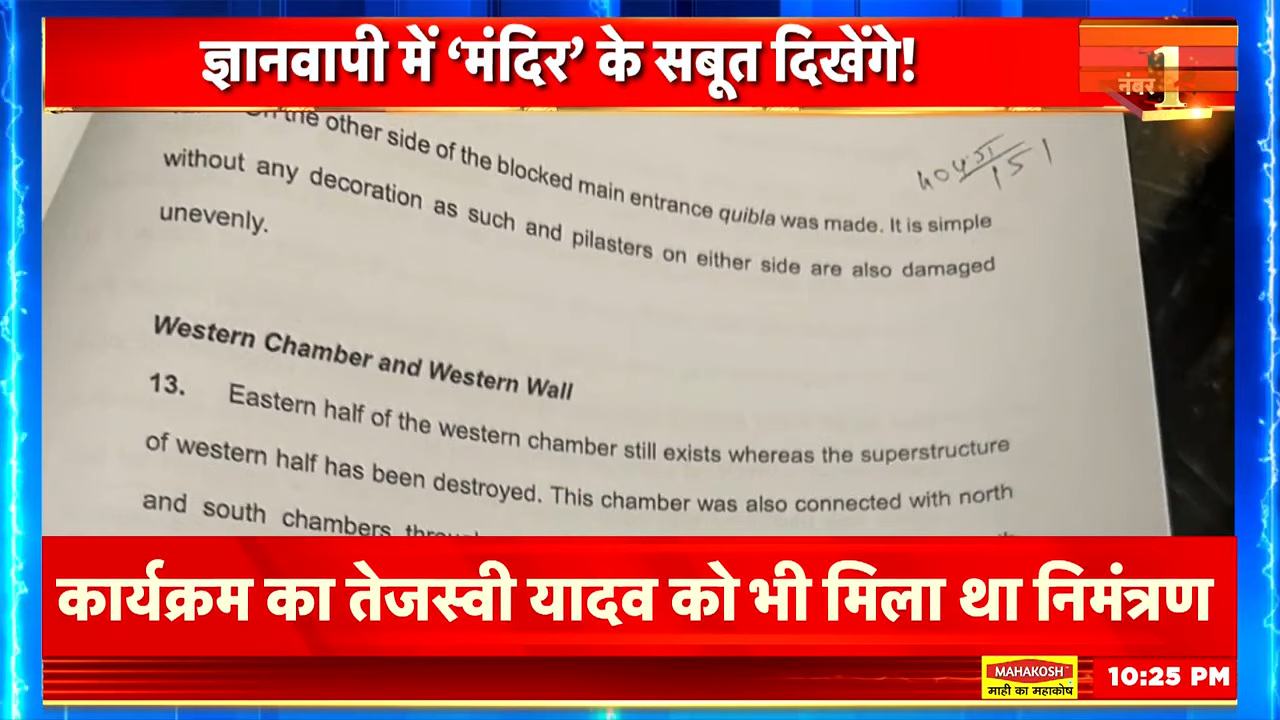 ज्ञानवापी में ‘मंदिर’ के सबूत दिखेंगे!
नंबर 1
the other side of the blocked main entrance quibla was made. It is simple
without any decoration as such and pilasters on either side are also damaged
unevenly.
Western Chamber and Western Wall
13. Eastern half of the western chamber still exists whereas the superstructure
of western half has been destroyed. This chamber was also connected with north
and south chambers
कार्यक्रम का तेजस्वी यादव को भी मिला था निमंत्रण
MAHAKOSH
माही का महाकोष
10:25 PM